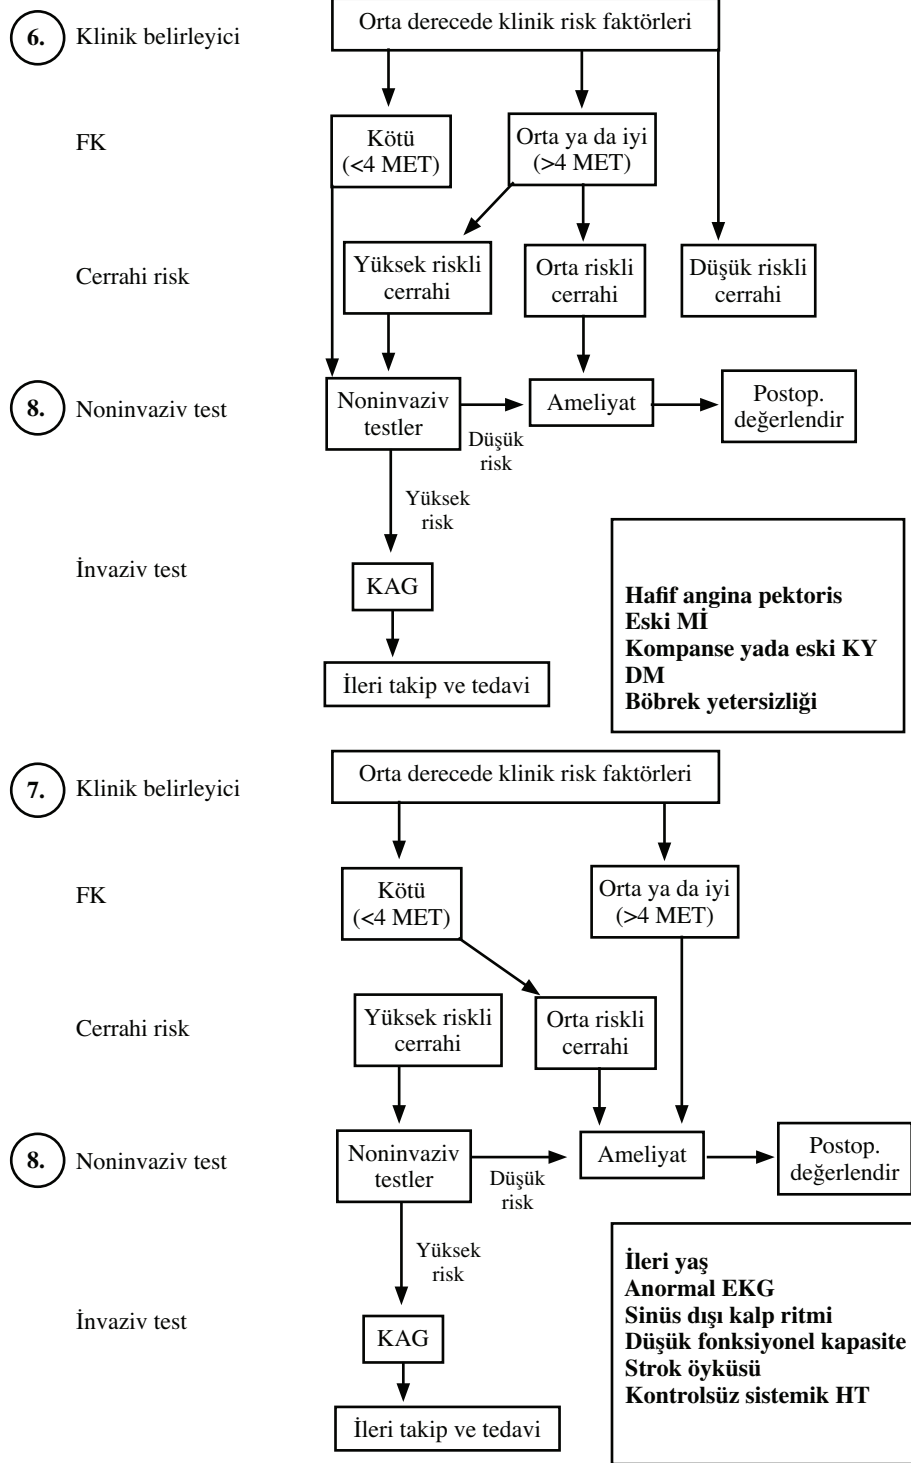 6. Klinik belirleyici
Orta derecede klinik risk faktörleri
FK
Kötü
(<4 MET)
Orta ya da iyi
(>4 MET)
Cerrahi risk
Yüksek riskli
cerrahi
Orta riskli
cerrahi
Düşük riskli
cerrahi
8. Noninvaziv test
Noninvaziv
testler
Düşük
risk
Ameliyat
Postop.
değerlendir
Yüksek
risk
İnvaziv test
KAG
İleri takip ve tedavi
Hafif angina pektoris
Eski Mİ
Kompanse yada eski KY
DM
Böbrek yetersizliği
7. Klinik belirleyici
Orta derecede klinik risk faktörleri
FK
Kötü
(<4 MET)
Orta ya da iyi
(>4 MET)
Cerrahi risk
Yüksek riskli
cerrahi
Orta riskli
cerrahi
8. Noninvaziv test
Noninvaziv
testler
Düşük
risk
Ameliyat
Postop.
değerlendir
Yüksek
risk
İnvaziv test
KAG
İleri takip ve tedavi
İleri yaş
Anormal EKG
Sinüs dışı kalp ritmi
Düşük fonksiyonel kapasite
Strok öyküsü
Kontrolsüz sistemik HT